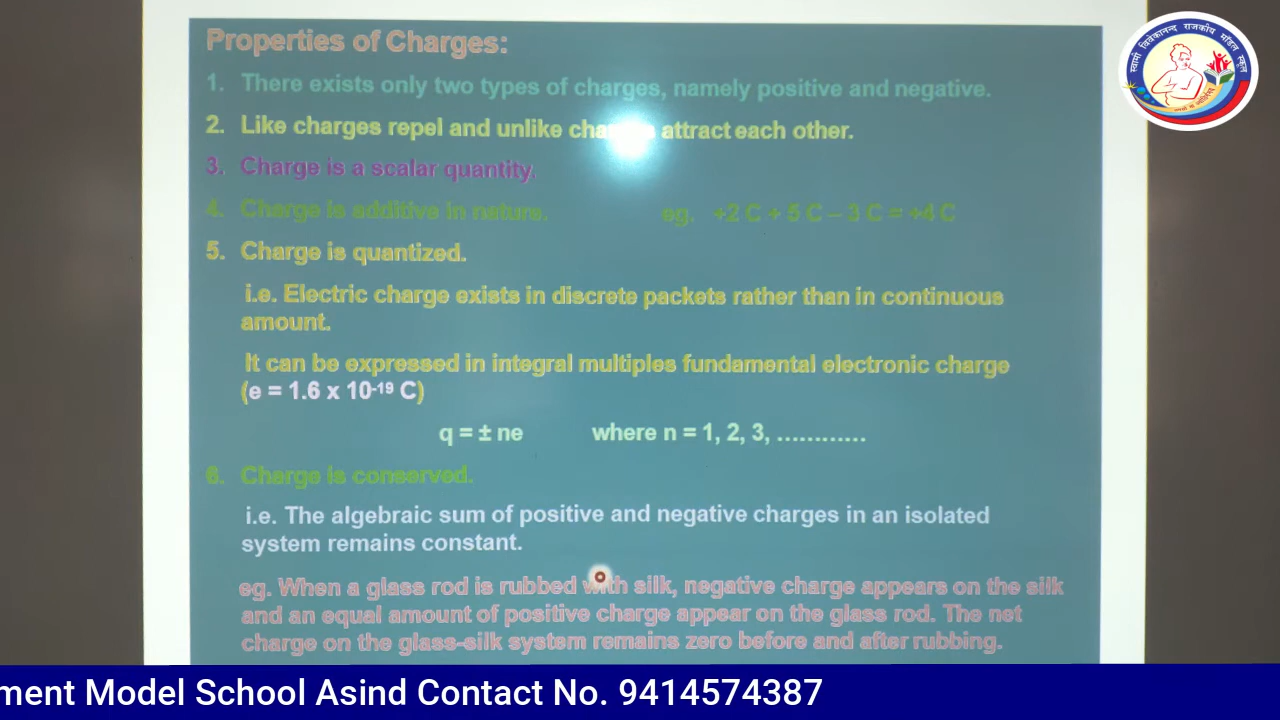 Properties of Charges:
1. There exists only two types of charges, namely positive and negative.
2. Like charges repel and unlike charges attract each other.
3. Charge is a scalar quantity.
4. Charge is additive in nature. eg. +2 C + 5 C – 3 C = +4 C
5. Charge is quantized.
i.e. Electric charge exists in discrete packets rather than in continuous
amount.
It can be expressed in integral multiples fundamental electronic charge
(e = 1.6 x 10⁻¹⁹ C)
q = ± ne where n = 1, 2, 3, …………
6. Charge is conserved.
i.e. The algebraic sum of positive and negative charges in an isolated
system remains constant.
eg. When a glass rod is rubbed with silk, negative charge appears on the silk
and an equal amount of positive charge appear on the glass rod. The net
charge on the glass-silk system remains zero before and after rubbing.
स्वामी विवेकानन्द राजकीय मॉडल स्कूल
ment Model School Asind Contact No. 9414574387